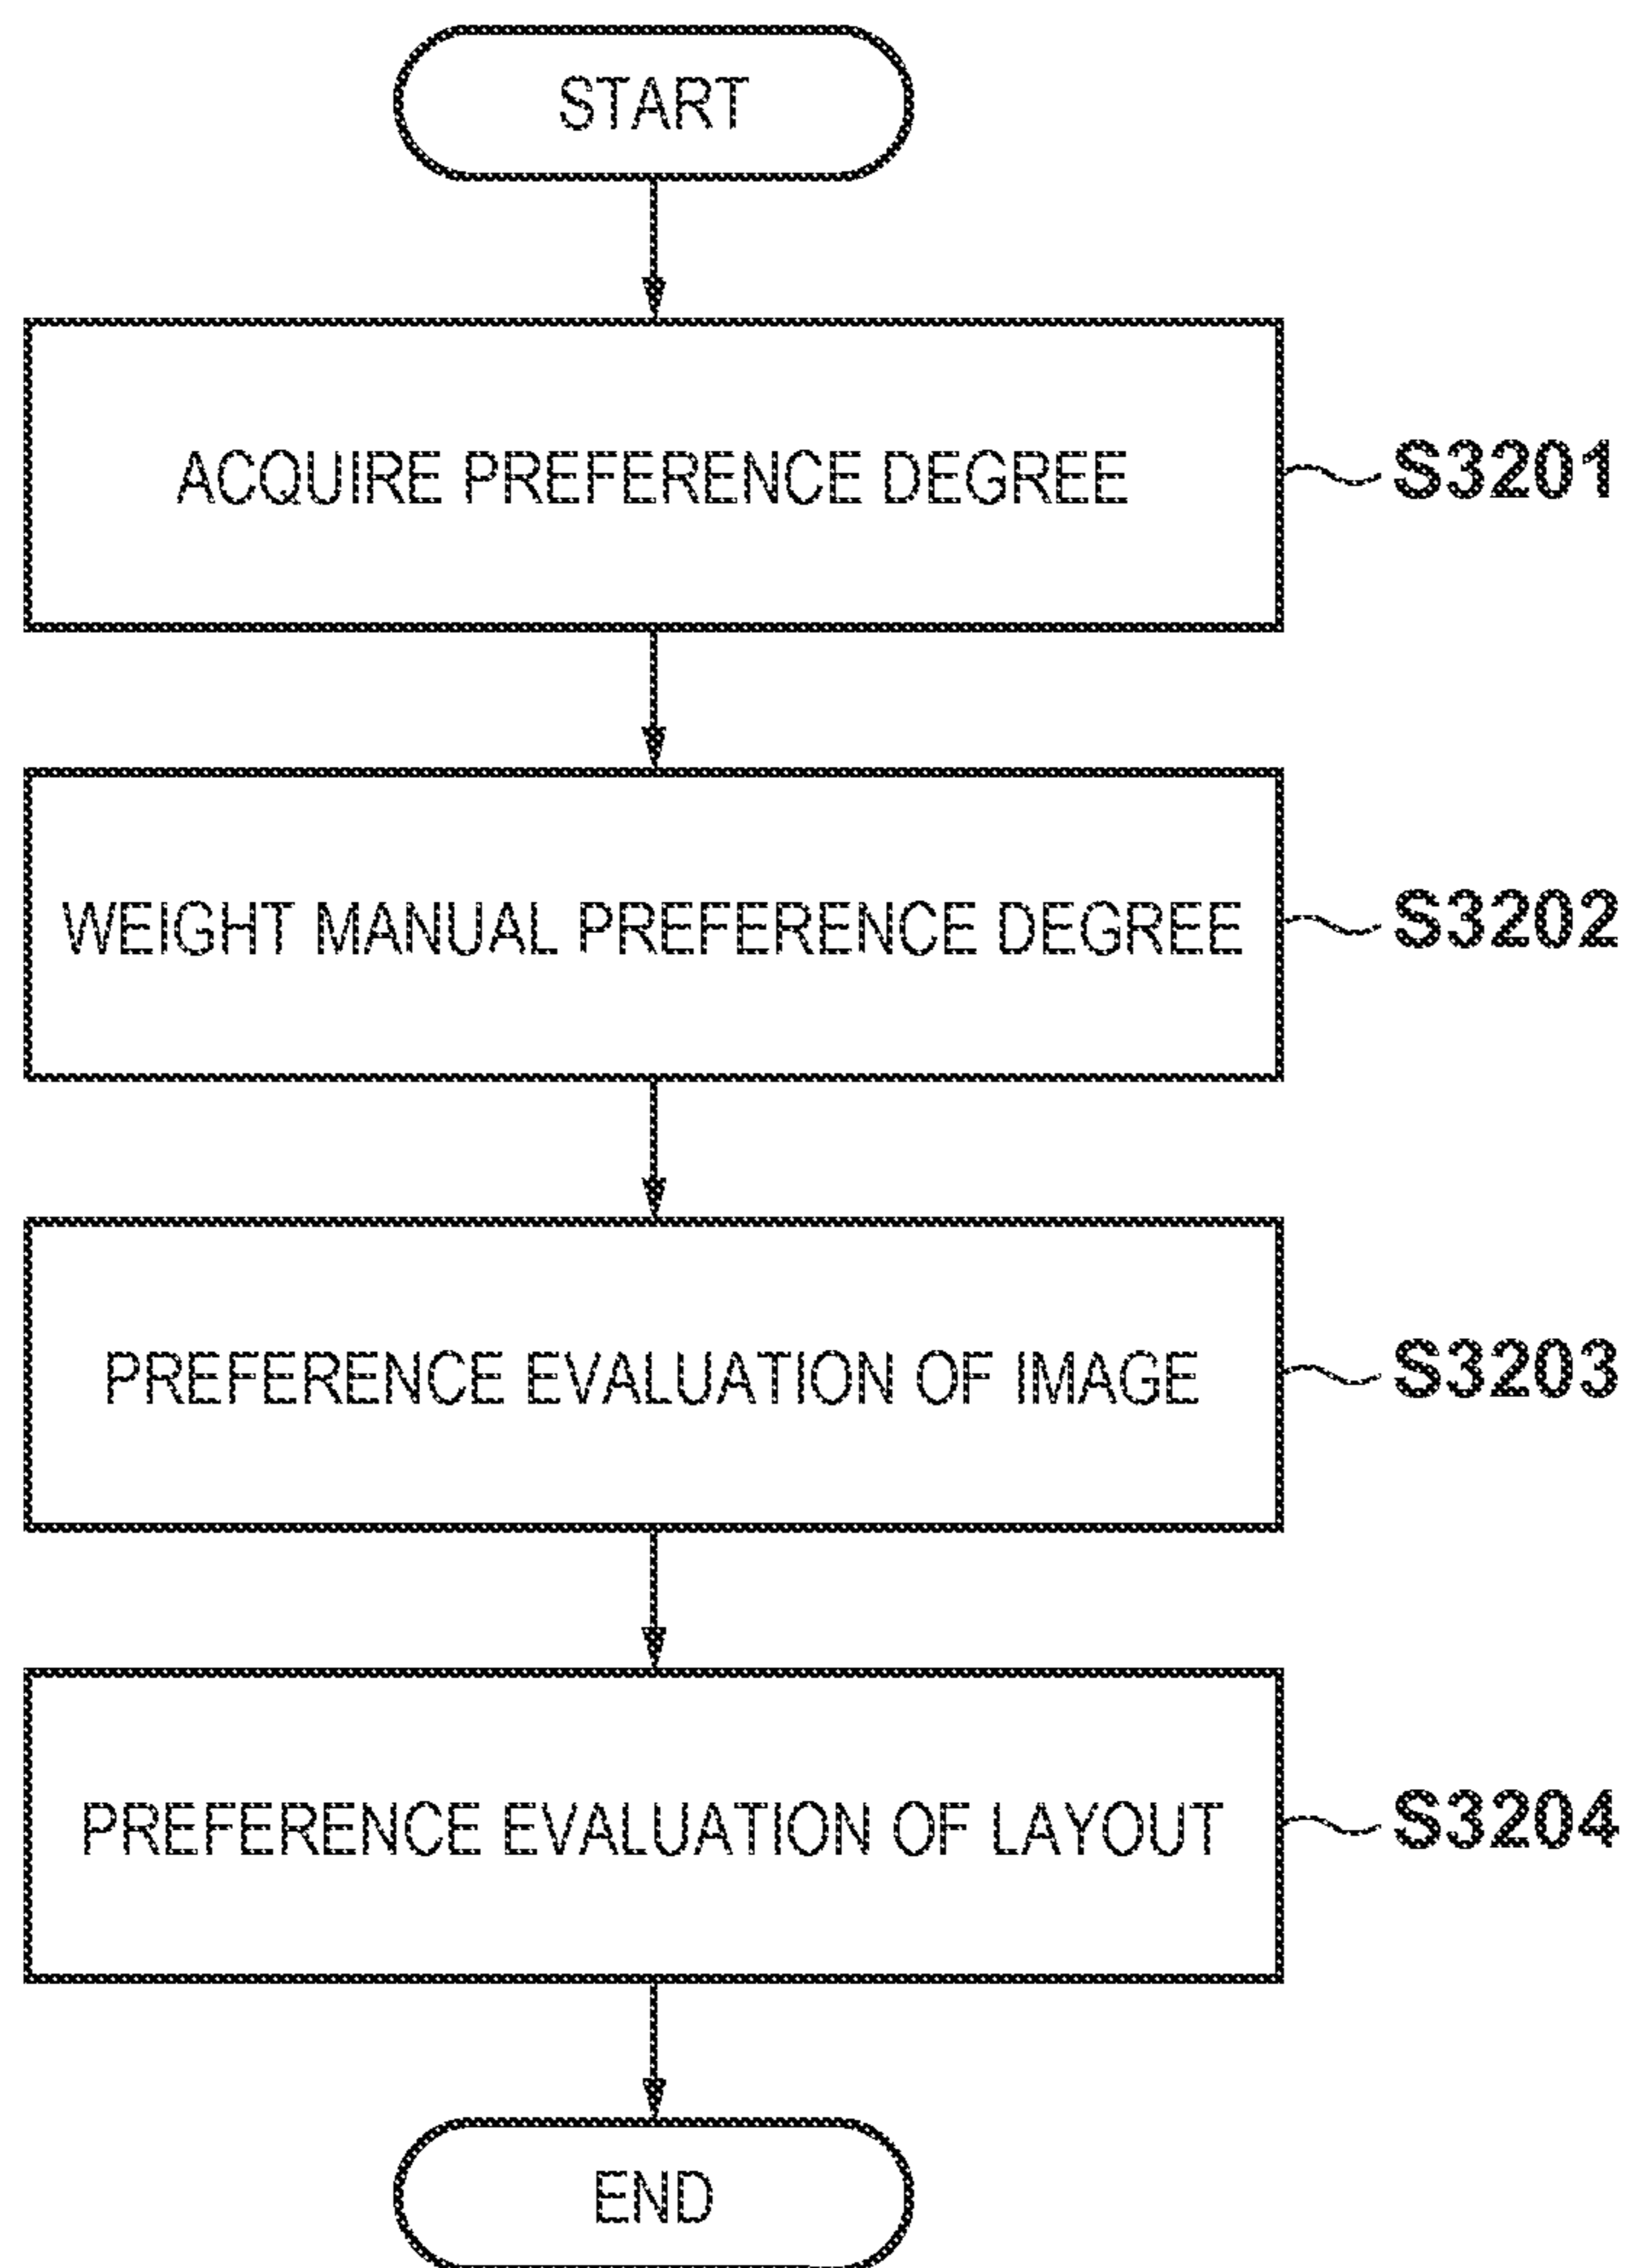 START
ACQUIRE PREFERENCE DEGREE
S3201
WEIGHT MANUAL PREFERENCE DEGREE
S3202
PREFERENCE EVALUATION OF IMAGE
S3203
PREFERENCE EVALUATION OF LAYOUT
S3204
END